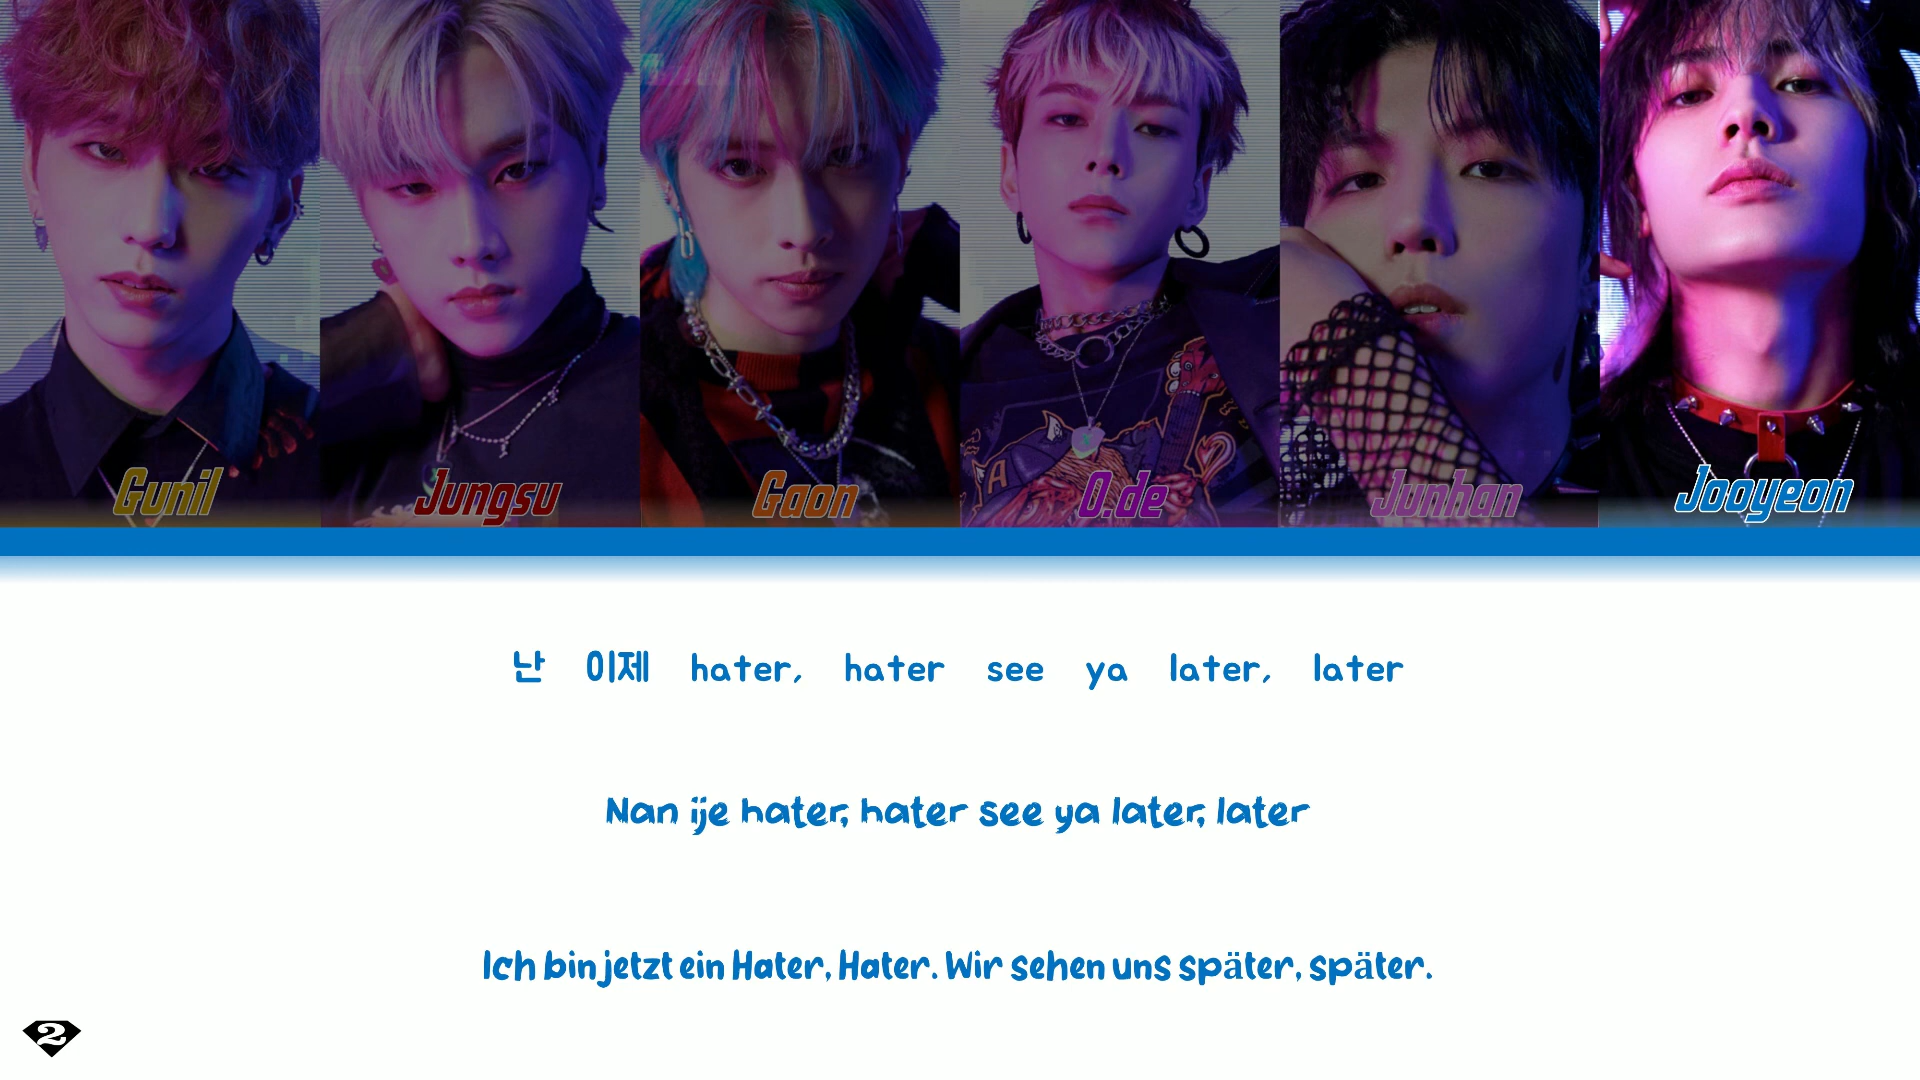 Gunil
Jungsu
Gaon
O.de
Junhan
Jooyeon
난 이제 hater, hater see ya later, later
Nan ije hater, hater see ya later, later
Ich bin jetzt ein Hater, Hater. Wir sehen uns später, später.
2